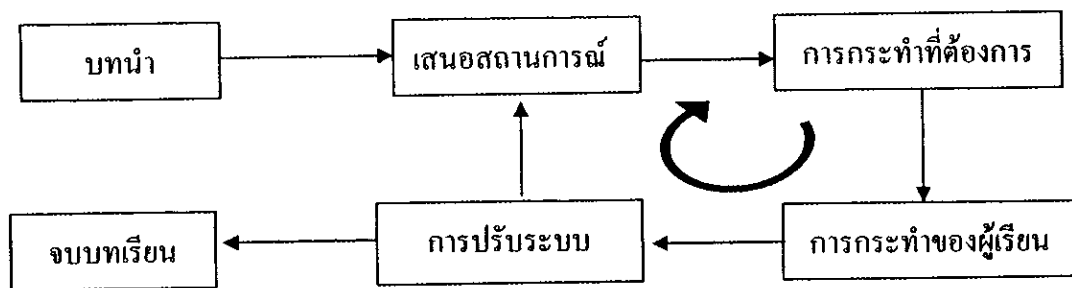 บทนำ
เสนอสถานการณ์
การกระทำที่ต้องการ
จบบทเรียน
การปรับระบบ
การกระทำของผู้เรียน